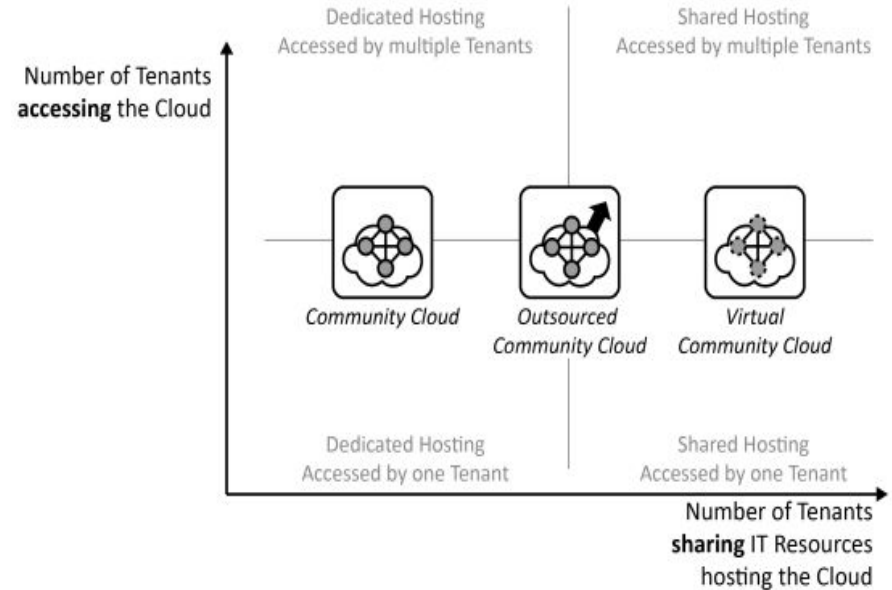 Dedicated Hosting
Accessed by multiple Tenants
Shared Hosting
Accessed by multiple Tenants
Number of Tenants
accessing the Cloud
Community Cloud
Outsourced
Community Cloud
Virtual
Community Cloud
Dedicated Hosting
Accessed by one Tenant
Shared Hosting
Accessed by one Tenant
Number of Tenants
sharing IT Resources
hosting the Cloud